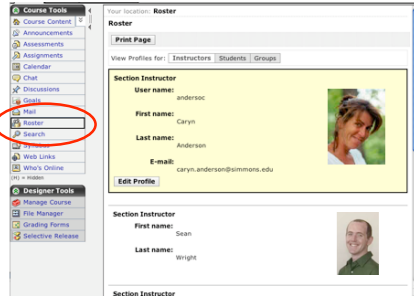 Course Tools
Course Content
Announcements
Assessments
Assignments
Calendar
Chat
Discussions
Goals
Mail
Roster
Search
Syllabus
Web Links
Who's Online
(H) = Hidden
Designer Tools
Manage Course
File Manager
Grading Forms
Selective Release
Your location: Roster
Roster
Print Page
View Profiles for: Instructors Students Groups
Section Instructor
User name:
andersoc
First name:
Caryn
Last name:
Anderson
E-mail:
caryn.anderson@simmons.edu
Edit Profile
Section Instructor
First name:
Sean
Last name:
Wright
Section Instructor